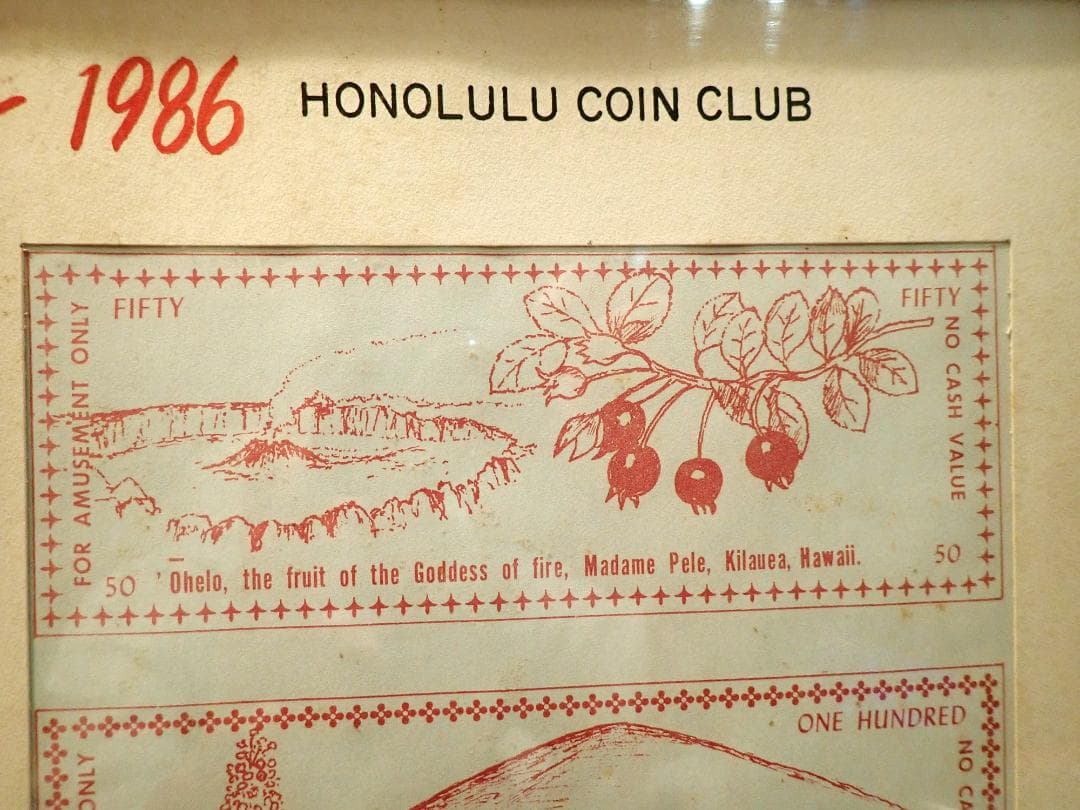 1986 HONOLULU COIN CLUB
FIFTY
FIFTY
FOR AMUSEMENT ONLY
NO CASH VALUE
50 'Ōhelo, the fruit of the Goddess of fire, Madame Pele, Kilauea, Hawaii. 50
ONE HUNDRED
ONLY
NO